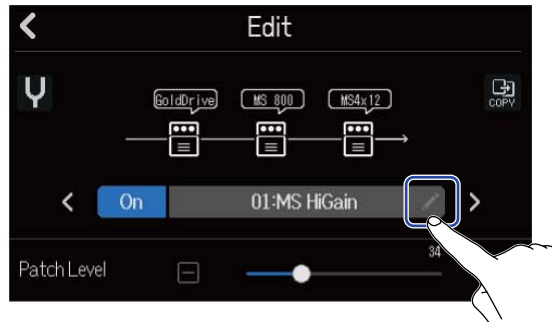 Edit
GoldDrive MS 800 MS4x12
COPY
On 01:MS HiGain
34
Patch Level